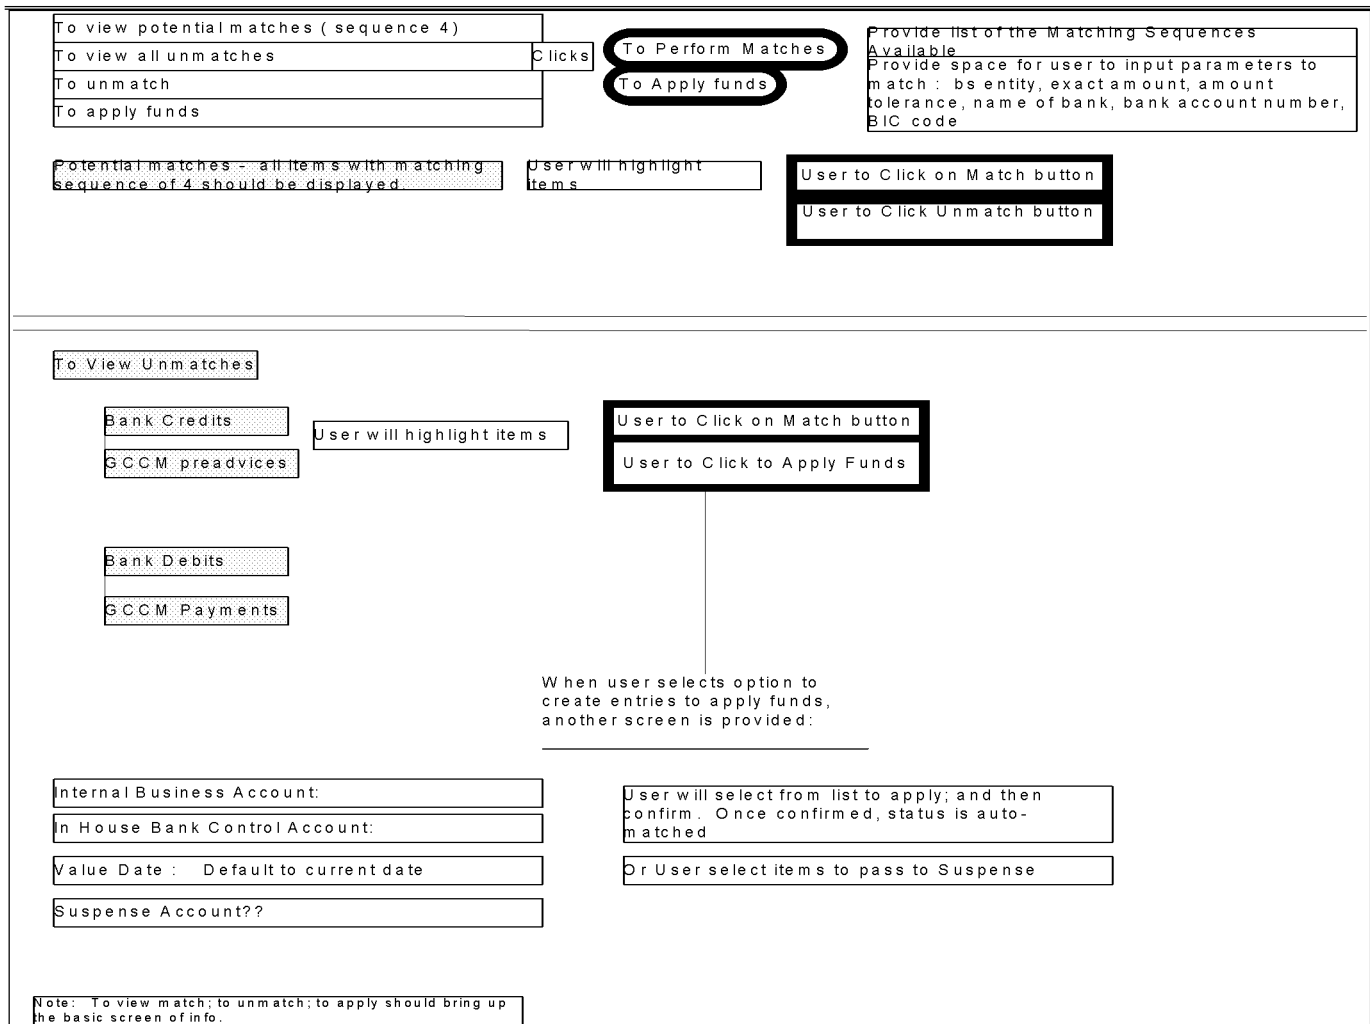 To view potential matches ( sequence 4)
To view all unmatches
Clicks
To unmatch
To apply funds
To Perform Matches
To Apply funds
Provide list of the Matching Sequences
Available
Provide space for user to input parameters to
match : bs entity, exact amount, amount
tolerance, name of bank, bank account number,
BIC code
Potential matches - all items with matching
sequence of 4 should be displayed
User will highlight
items
User to Click on Match button
User to Click Unmatch button
To View Unmatches
Bank Credits
GCCM preadvices
User will highlight items
User to Click on Match button
User to Click to Apply Funds
Bank Debits
GCCM Payments
When user selects option to
create entries to apply funds,
another screen is provided:
Internal Business Account:
In House Bank Control Account:
Value Date : Default to current date
Suspense Account??
User will select from list to apply; and then
confirm. Once confirmed, status is auto-
matched
Or User select items to pass to Suspense
Note: To view match; to unmatch; to apply should bring up
the basic screen of info.